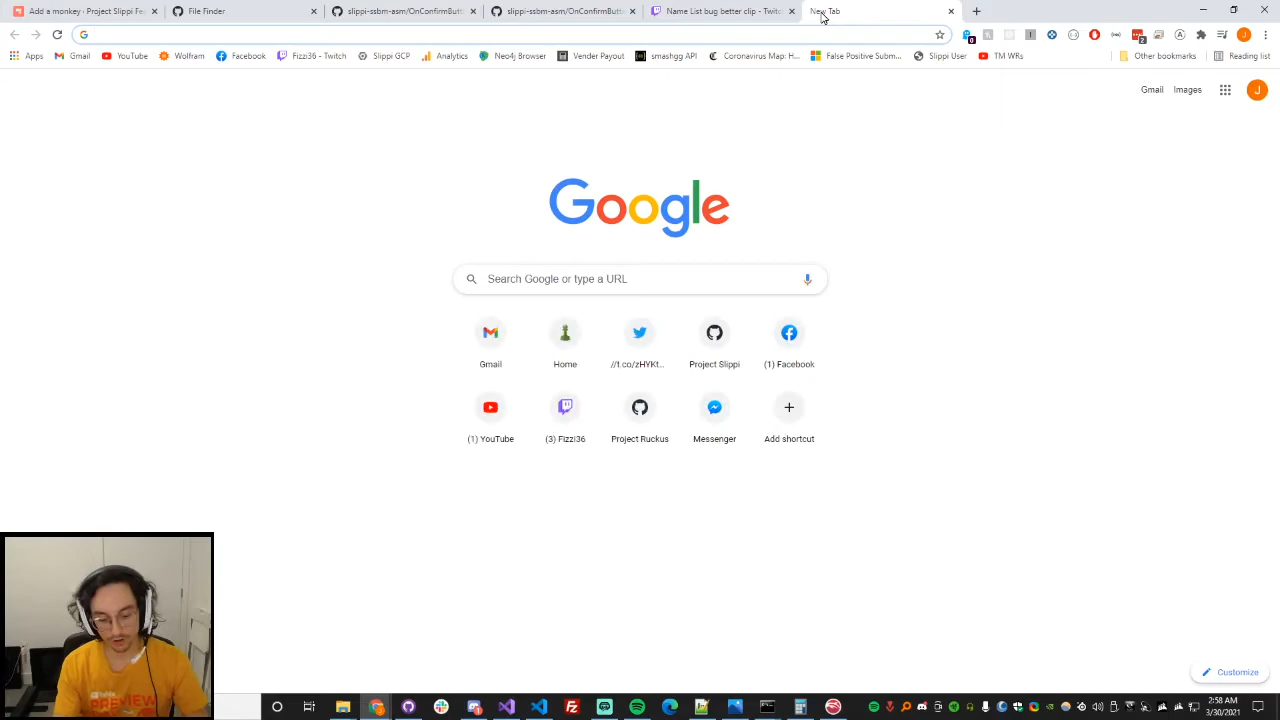 Add a monkey - Project Slippi Fe
File Finder
slippi-ssbm-asm/OnConfirmButt
slippi-ssbm-asm/OnConfirmButt
Name List bug better clip - Twitc
New Tab
Apps
Gmail
YouTube
Wolfram
Facebook
Fizzi36 - Twitch
Slippi GCP
Analytics
Neo4j Browser
Vender Payout
smashgg API
Coronavirus Map: H...
False Positive Subm...
Slippi User
TM WRs
Other bookmarks
Reading list
Gmail Images J
Google
Search Google or type a URL
Gmail
Home
//t.co/zHYKt...
Project Slippi
(1) Facebook
(1) YouTube
(3) Fizzi36
Project Ruckus
Messenger
Add shortcut
PREVIEW
Customize
2:58 AM
3/30/2021